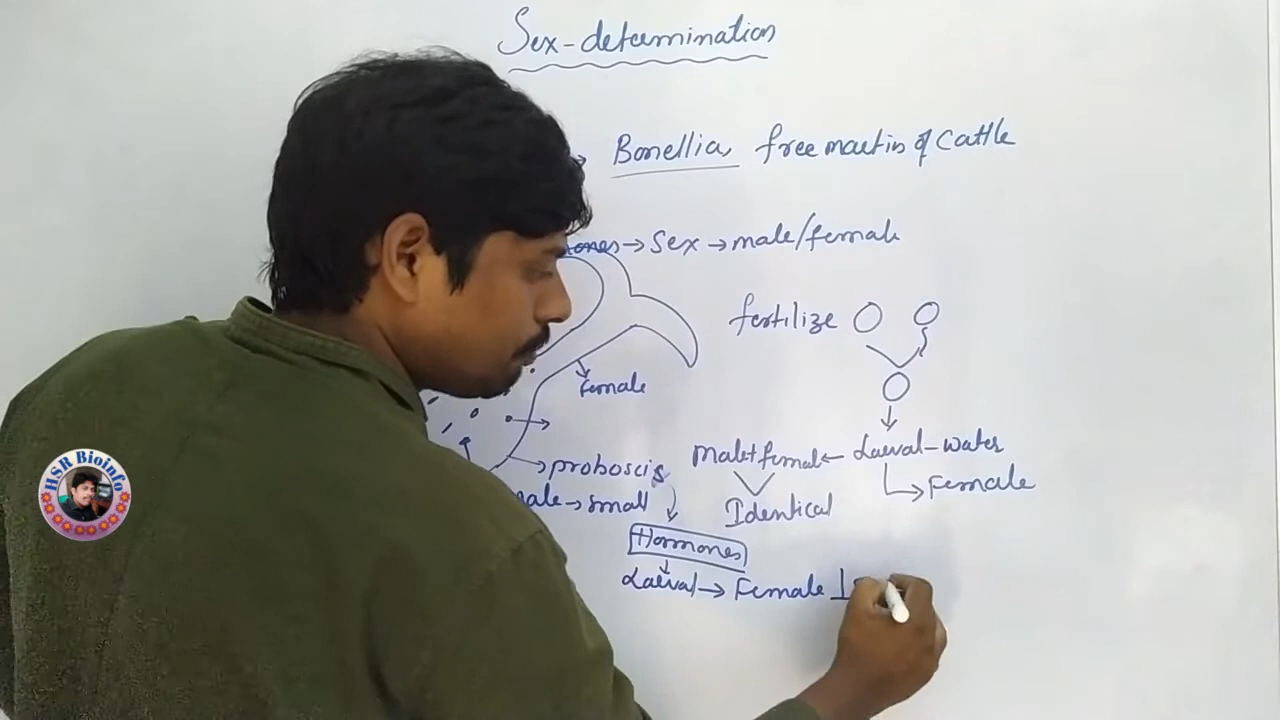 Sex-determination
Bonellia, free martin of Cattle
ones → Sex → male/female
fertilize
female
male+female ← Larval-water
Female
proboscis
Identical
ale → small
Hormones
Larval → Female
HSR Bioinfo